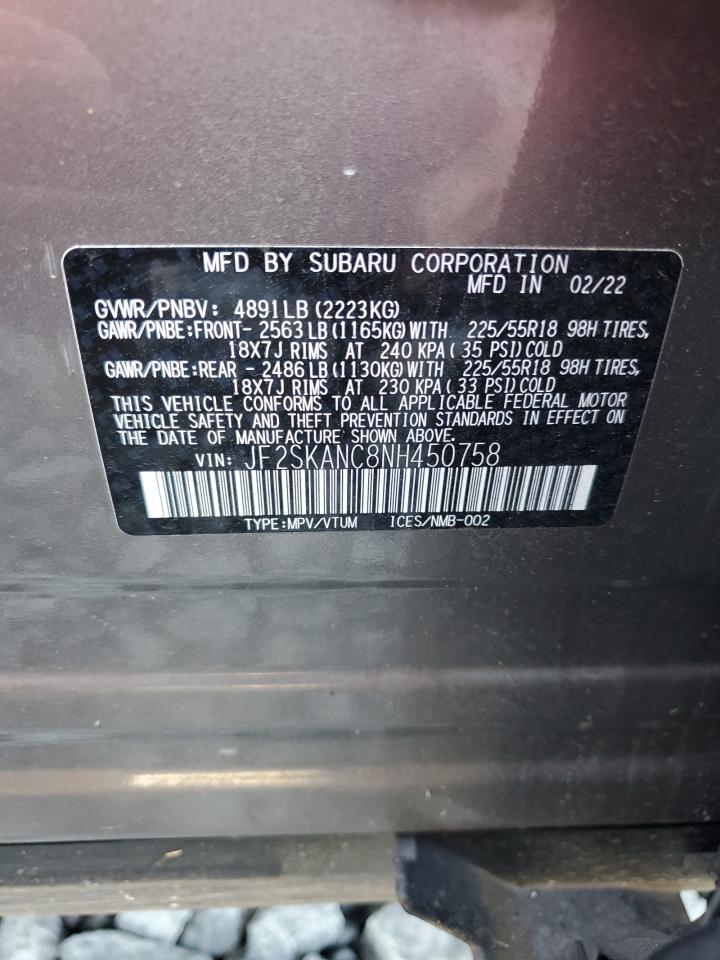 MFD BY SUBARU CORPORATION
MFD IN 02/22
GVWR/PNBV: 4891LB(2223KG)
GAWR/PNBE:FRONT- 2563LB(1165KG)WITH 225/55R18 98H TIRES,
18X7J RIMS AT 240 KPA( 35 PSI)COLD
GAWR/PNBE:REAR - 2486LB(1130KG)WITH 225/55R18 98H TIRES,
18X7J RIMS AT 230 KPA( 33 PSI)COLD
THIS VEHICLE CONFORMS TO ALL APPLICABLE FEDERAL MOTOR
VEHICLE SAFETY AND THEFT PREVENTION STANDARDS IN EFFECT ON
THE DATE OF MANUFACTURE SHOWN ABOVE.
VIN: JF2SKANC8NH450758
TYPE:MPV/VTUM ICES/NMB-002